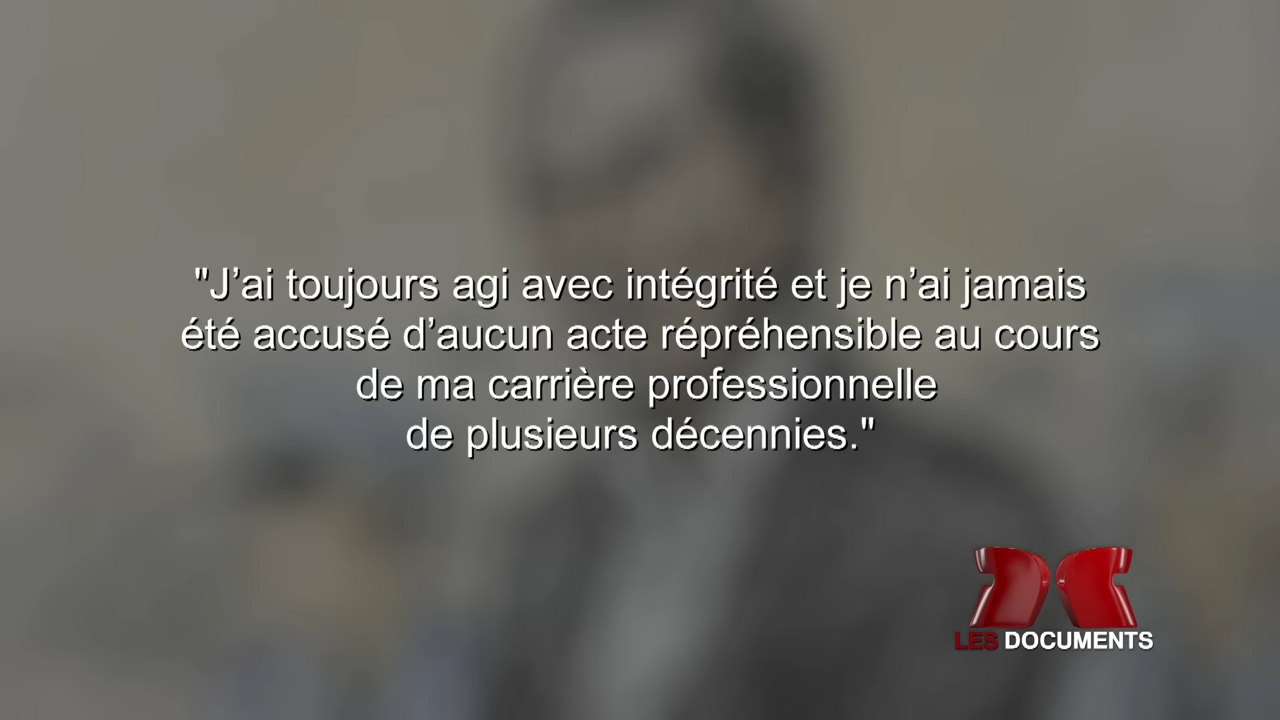 "J’ai toujours agi avec intégrité et je n’ai jamais
été accusé d’aucun acte répréhensible au cours
de ma carrière professionnelle
de plusieurs décennies."
LES DOCUMENTS